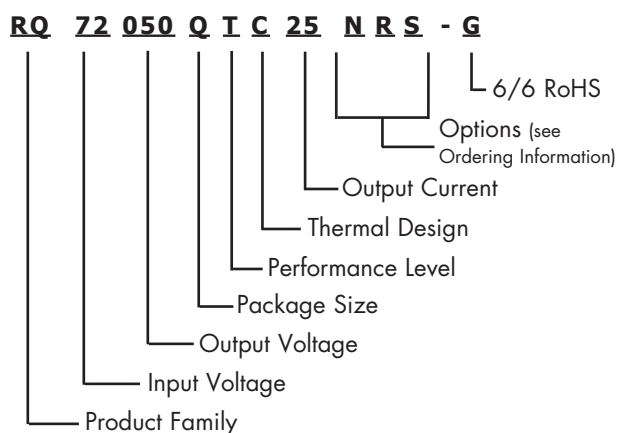 RQ 72 050 Q T C 25 N R S - G
6/6 RoHS
Options (see
Ordering Information)
Output Current
Thermal Design
Performance Level
Package Size
Output Voltage
Input Voltage
Product Family